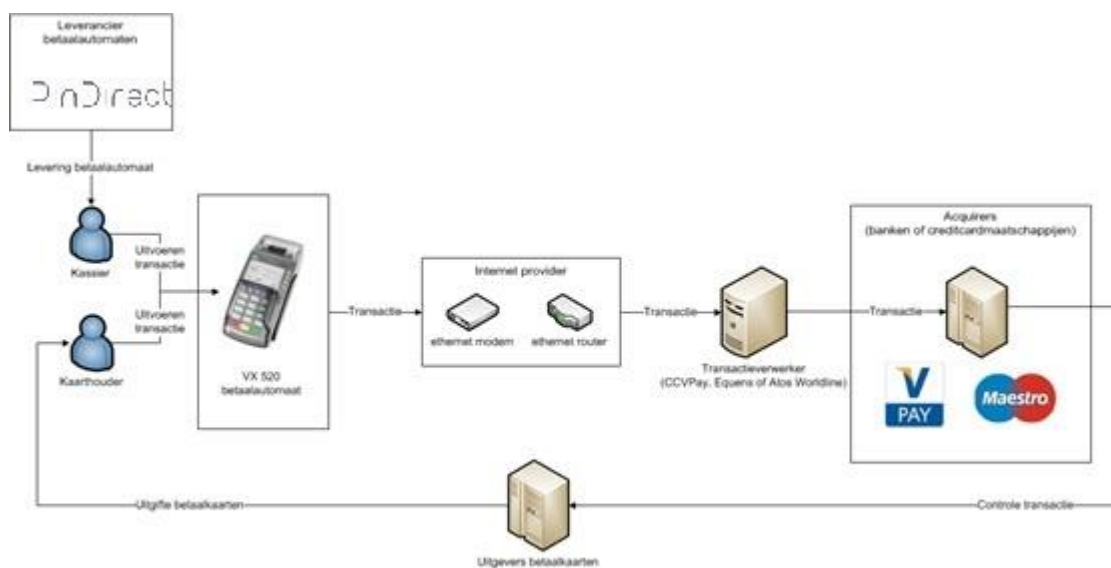 Leverancier
betaalautomaten
PinDirect
Levering betaalautomaat
Kassier
Uitvoeren
transactie
Uitvoeren
transactie
Kaarthouder
VX 520
betaalautomaat
Transactie
Internet provider
ethernet modem
ethernet router
Transactie
Transactieverwerker
(CCVPay, Equens of Atos Worldline)
Transactie
Acquirers
(banken of creditcardmaatschappijen)
V
PAY
Maestro
Uitgifte betaalkaarten
Uitgevers betaalkaarten
Controle transactie